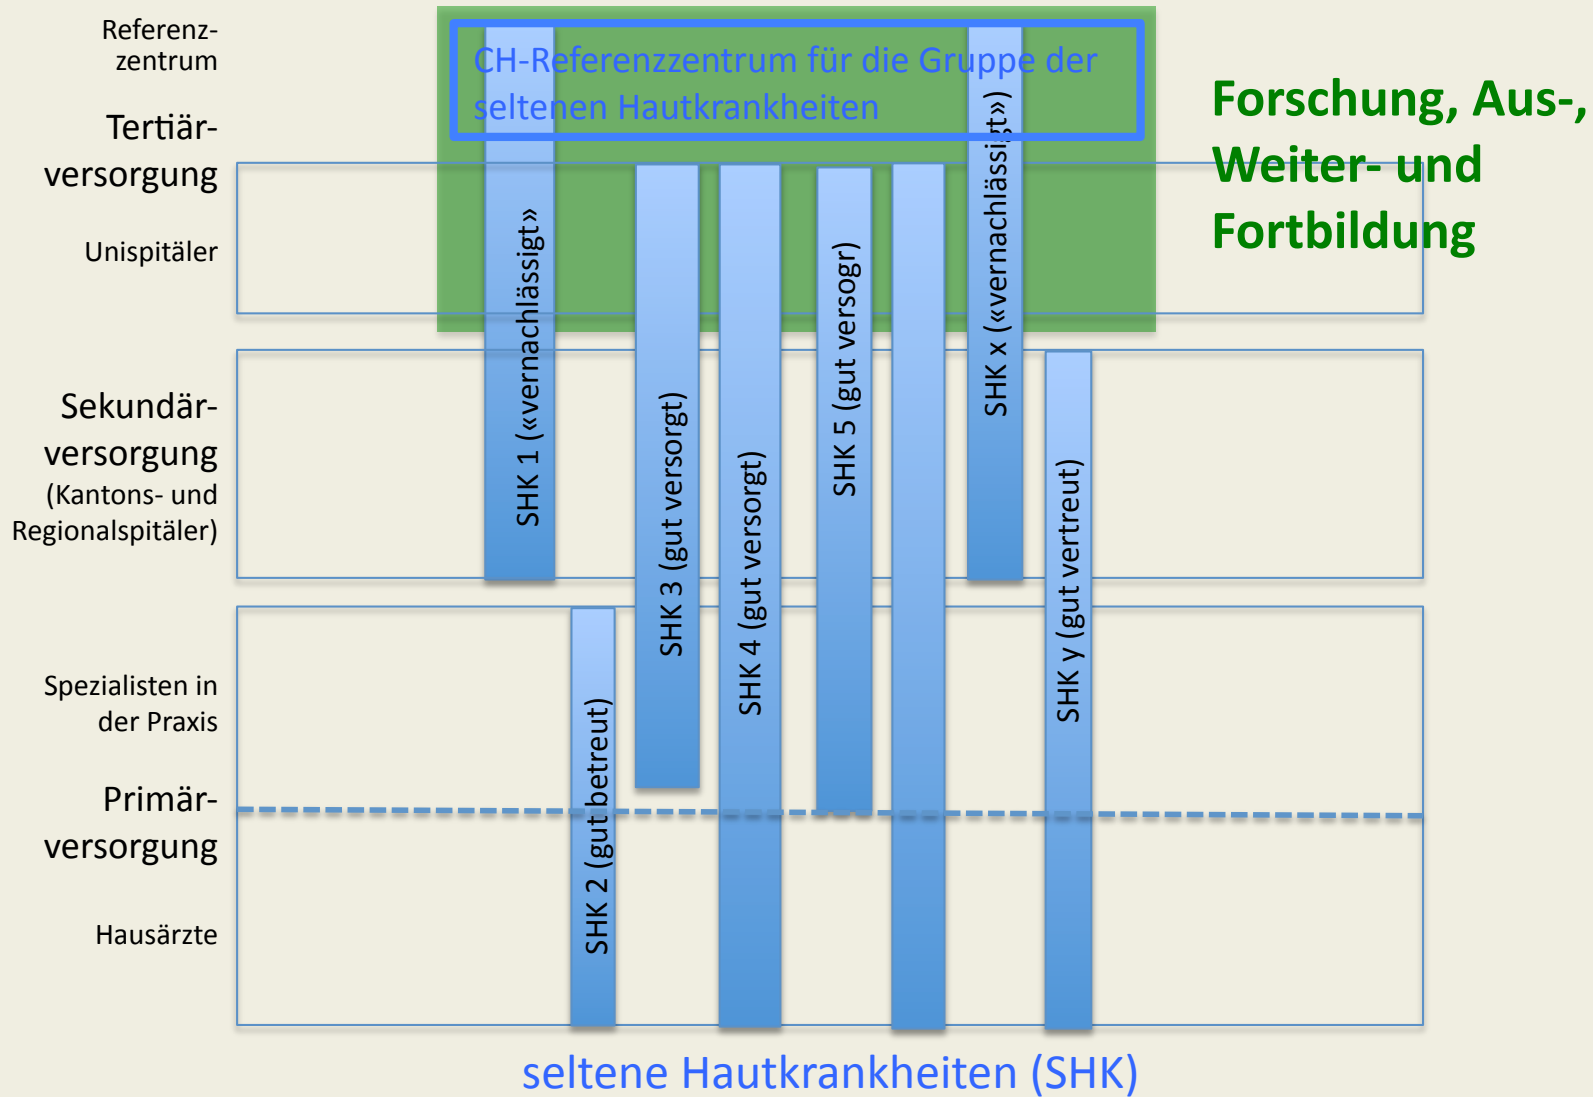 Referenz-
zentrum
Tertiär-
versorgung
Unispitäler
Sekundär-
versorgung
(Kantons- und
Regionalspitäler)
Spezialisten in
der Praxis
Primär-
versorgung
Hausärzte
CH-Referenzzentrum für die Gruppe der
seltenen Hautkrankheiten
Forschung, Aus-,
Weiter- und
Fortbildung
SHK 1 («vernachlässigt»
SHK 2 (gut betreut)
SHK 3 (gut versorgt)
SHK 4 (gut versorgt)
SHK 5 (gut versogr)
SHK x («vernachlässigt»)
SHK y (gut vertreut)
seltene Hautkrankheiten (SHK)